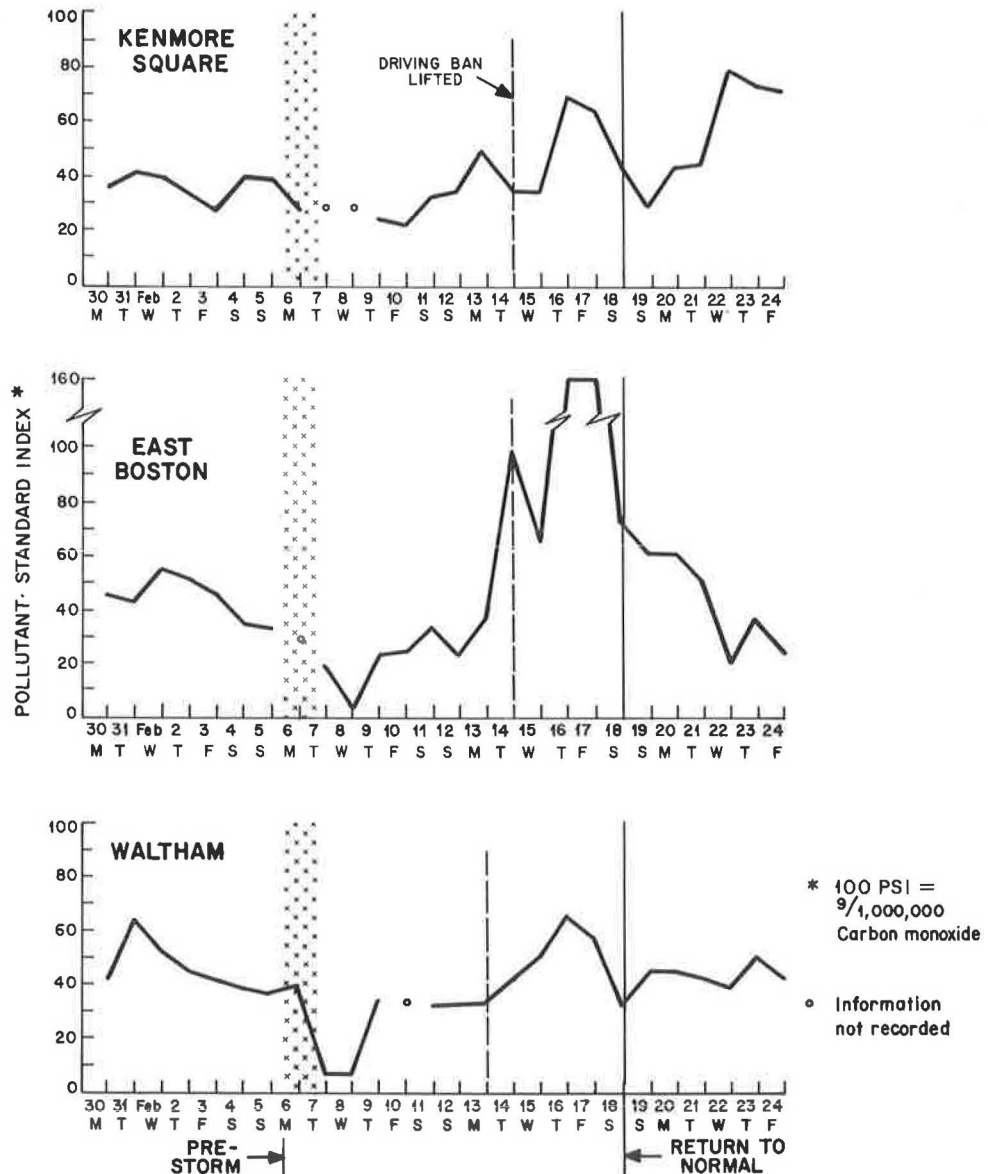 100
KENMORE
SQUARE
80
60
40
20
0
DRIVING BAN
LIFTED
30 31 Feb 2 3 4 5 6 7 8 9 10 11 12 13 14 15 16 17 18 19 20 21 22 23 24
M T W T F S S M T W T F S S M T W T F S S M T W T F
POLLUTANT· STANDARD INDEX *
160
EAST
BOSTON
100
80
60
40
20
0
30 31 Feb 2 3 4 5 6 7 8 9 10 11 12 13 14 15 16 17 18 19 20 21 22 23 24
M T W T F S S M T W T F S S M T W T F S S M T W T F
100
WALTHAM
80
60
40
20
0
* 100 PSI =
9/1,000,000
Carbon monoxide
o Information
not recorded
30 31 Feb 2 3 4 5 6 7 8 9 10 11 12 13 14 15 16 17 18 19 20 21 22 23 24
M T W T F S S M T W T F S S M T W T F S S M T W T F
PRE-
STORM
RETURN TO
NORMAL